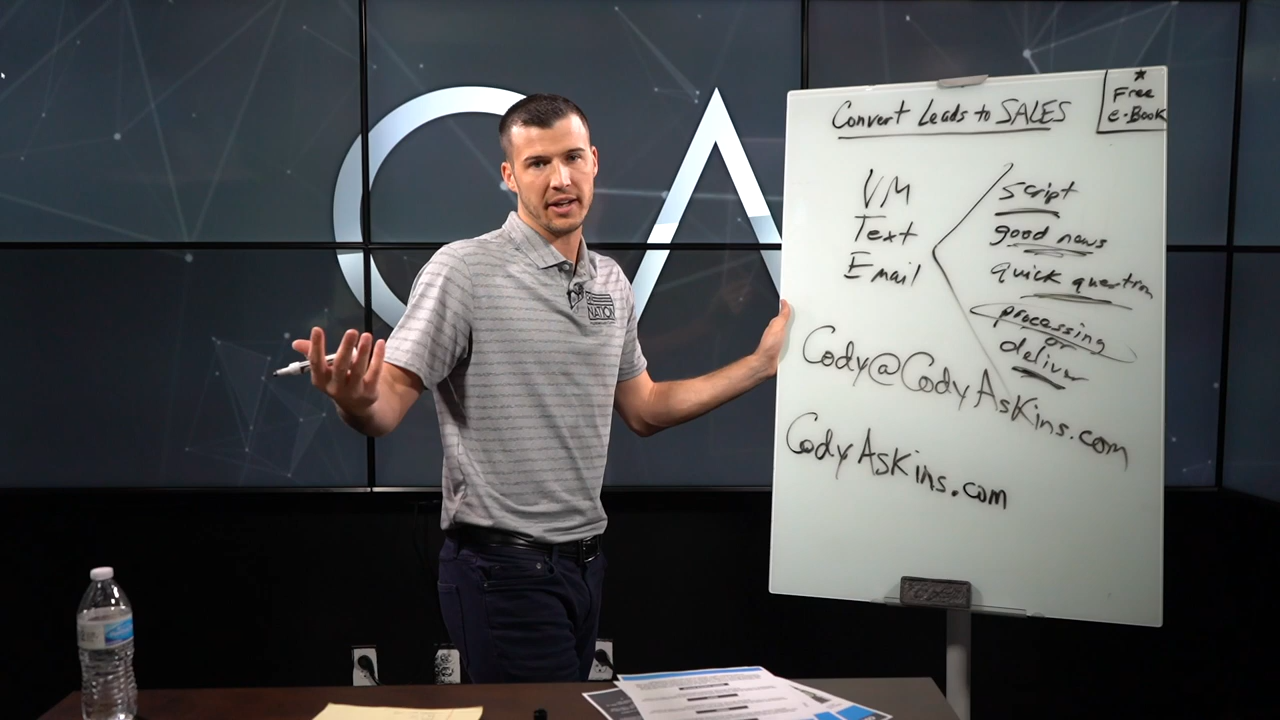 CA
NATION
Convert Leads to SALES
Free
e-Book
VM
Text
Email
Script
good news
quick question
processing
or
deliver
Cody@CodyAskins.com
CodyAskins.com